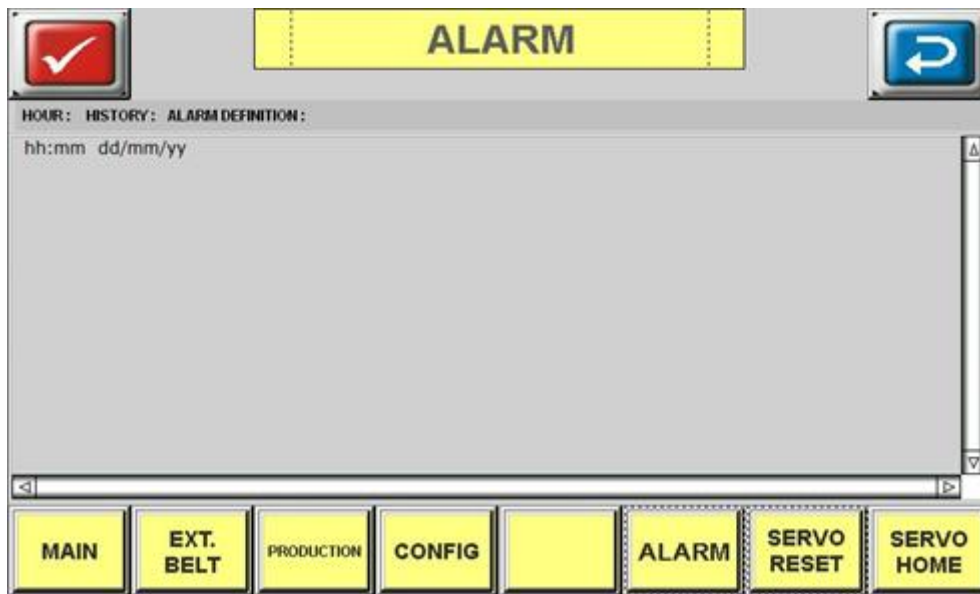 ALARM
HOUR: HISTORY: ALARM DEFINITION:
hh:mm dd/mm/yy
MAIN
EXT.
BELT
PRODUCTION
CONFIG
ALARM
SERVO
RESET
SERVO
HOME